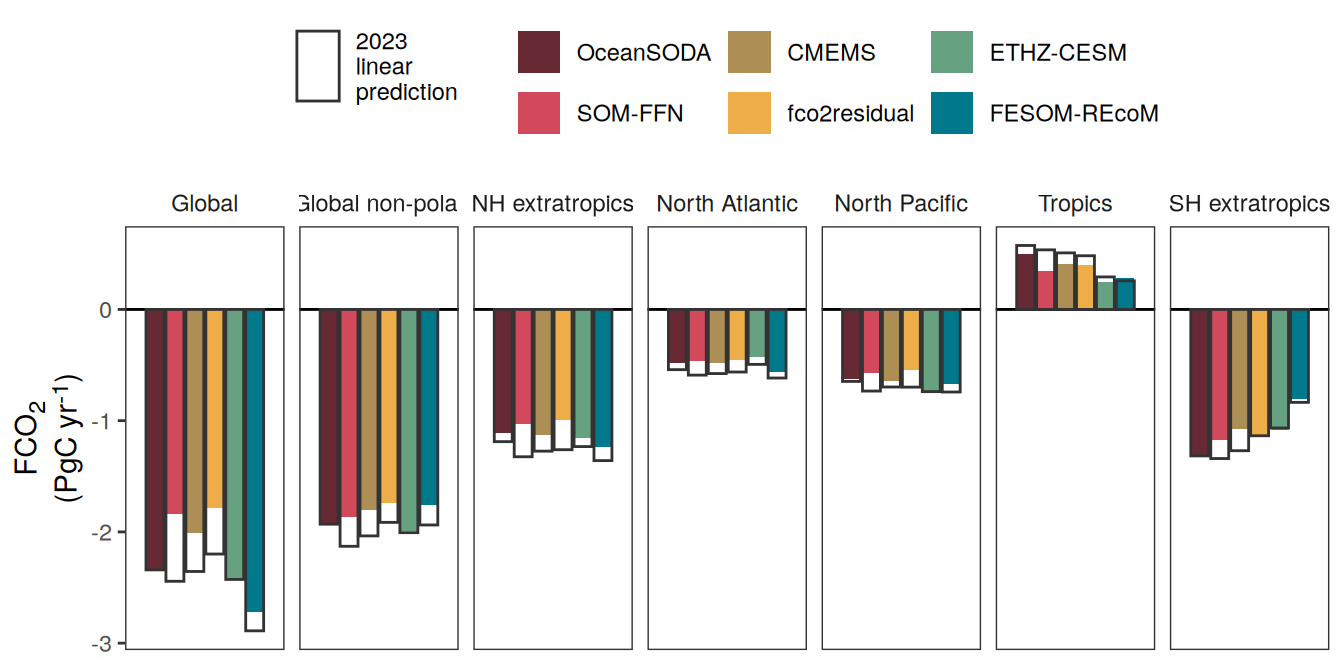 2023
linear
prediction
OceanSODA
CMEMS
ETHZ-CESM
SOM-FFN
fco2residual
FESOM-REcoM
Global
Global non-pola
NH extratropics
North Atlantic
North Pacific
Tropics
SH extratropics
FCO₂
(PgC yr⁻¹)
0
-1
-2
-3